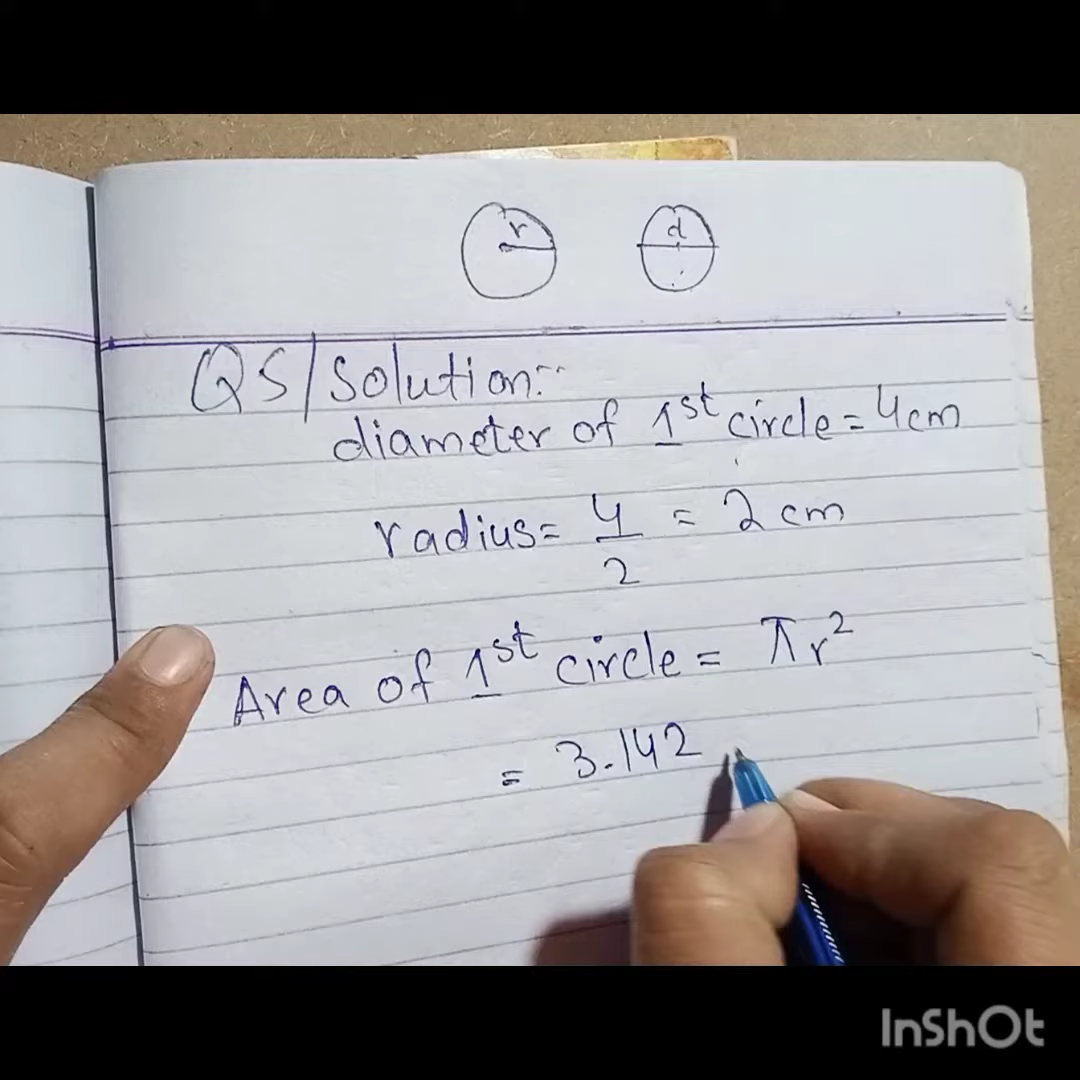 r d
Q5/Solution:-
diameter of 1st circle = 4cm
radius = 4/2 = 2 cm
Area of 1st circle = πr²
= 3.142
InShOt